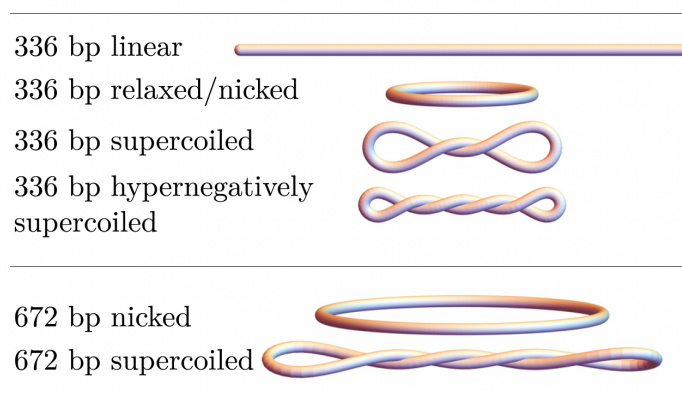 336 bp linear
336 bp relaxed/nicked
336 bp supercoiled
336 bp hypernegatively
supercoiled
672 bp nicked
672 bp supercoiled